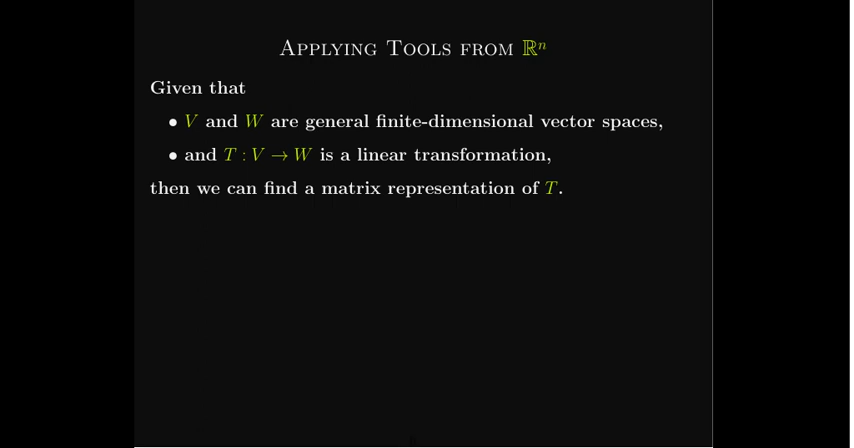 Applying Tools from ℝⁿ
Given that
• V and W are general finite-dimensional vector spaces,
• and T : V → W is a linear transformation,
then we can find a matrix representation of T.